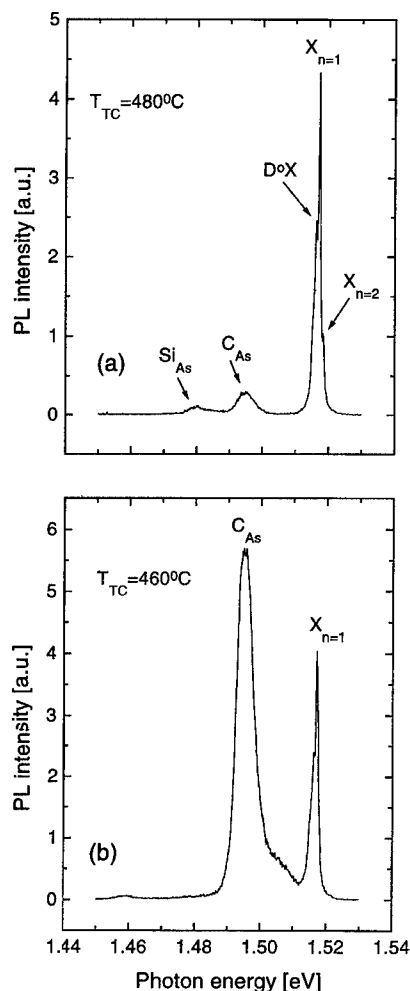 5
4
3
2
1
0
PL intensity [a.u.]
T_TC=480⁰C
X_n=1
D⁰X
X_n=2
Si_As
C_As
(a)
6
5
4
3
2
1
0
PL intensity [a.u.]
C_As
T_TC=460⁰C
X_n=1
(b)
1.44 1.46 1.48 1.50 1.52 1.54
Photon energy [eV]